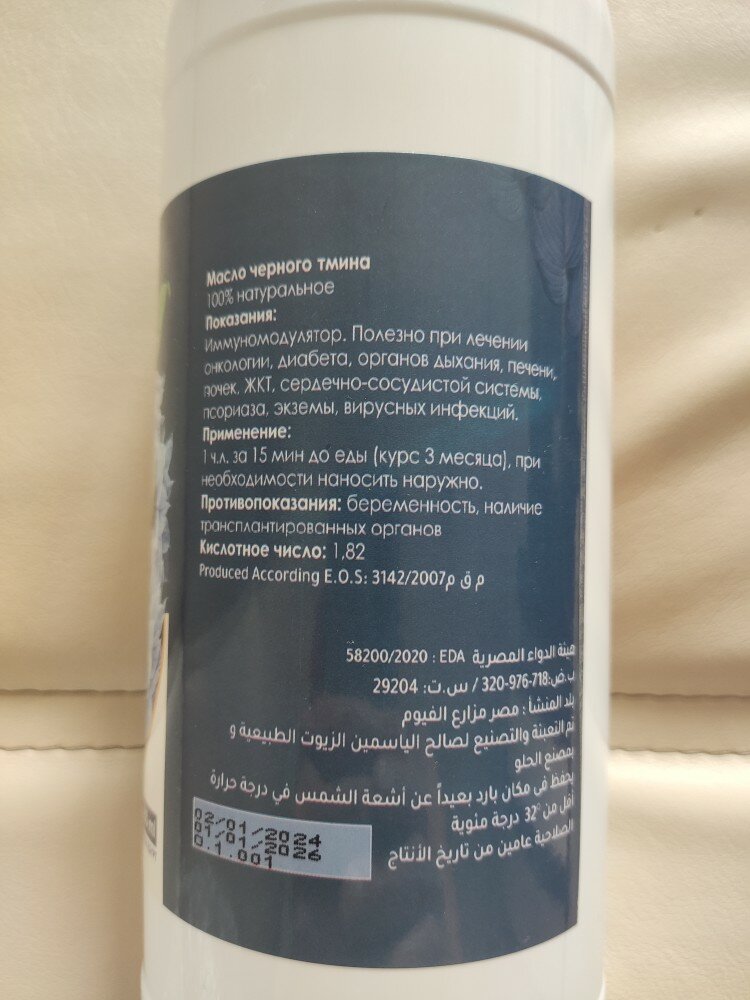 Масло черного тмина
100% натуральное
Показания:
Иммуномодулятор. Полезно при лечении
онкологии, диабета, органов дыхания, печени,
почек, ЖКТ, сердечно-сосудистой системы,
псориаза, экземы, вирусных инфекций.
Применение:
1 ч.л. за 15 мин до еды (курс 3 месяца), при
необходимости наносить наружно.
Противопоказания: беременность, наличие
трансплантированных органов
Кислотное число: 1,82
Produced According E.O.S: 3142/2007م ق م
هيئة الدواء المصرية EDA : 58200/2020
ب.ض:718-976-320 / س.ت: 29204
بلد المنشأ : مصر مزارع الفيوم
تم التعبئة والتصنيع لصالح الياسمين الزيوت الطبيعية و
بمصنع الحلو
يحفظ في مكان بارد بعيداً عن أشعة الشمس في درجة حرارة
أقل من 32° درجة مئوية
الصلاحية عامين من تاريخ الأنتاج
02/01/2024
01/01/2026
0.1.001